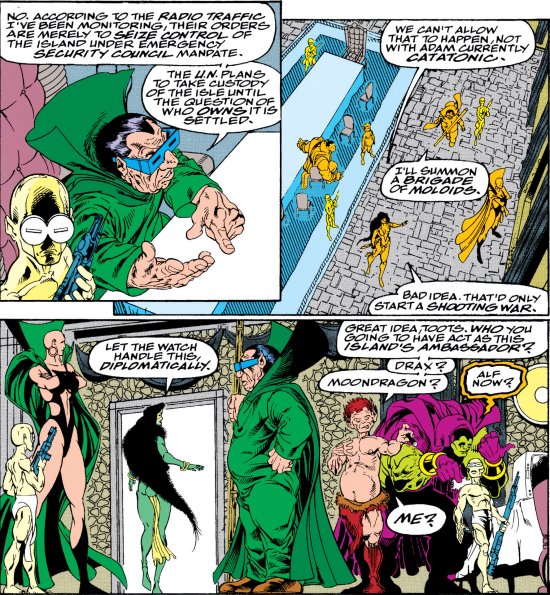 NO. ACCORDING TO THE RADIO TRAFFIC
I'VE BEEN MONITORING, THEIR ORDERS
ARE MERELY TO SEIZE CONTROL OF
THE ISLAND UNDER EMERGENCY
SECURITY COUNCIL MANDATE.
THE U.N. PLANS
TO TAKE CUSTODY
OF THE ISLE UNTIL
THE QUESTION OF
WHO OWNS IT IS
SETTLED.
WE CAN'T ALLOW
THAT TO HAPPEN, NOT
WITH ADAM CURRENTLY
CATATONIC.
I'LL SUMMON
A BRIGADE
OF MOLOIDS.
BAD IDEA. THAT'D ONLY
START A SHOOTING WAR.
LET THE WATCH
HANDLE THIS,
DIPLOMATICALLY.
GREAT IDEA, TOOTS. WHO YOU
GOING TO HAVE ACT AS THIS
ISLAND'S AMBASSADOR?
DRAX?
MOONDRAGON?
ALF
NOW?
ME?